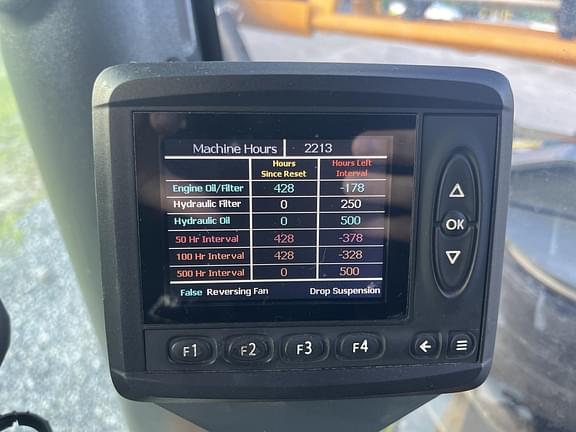 Machine Hours 2213
Hours Since Reset
Hours Left Interval
Engine Oil/Filter 428 -178
Hydraulic Filter 0 250
Hydraulic Oil 0 500
50 Hr Interval 428 -378
100 Hr Interval 428 -328
500 Hr Interval 0 500
False Reversing Fan Drop Suspension
OK
F1 F2 F3 F4